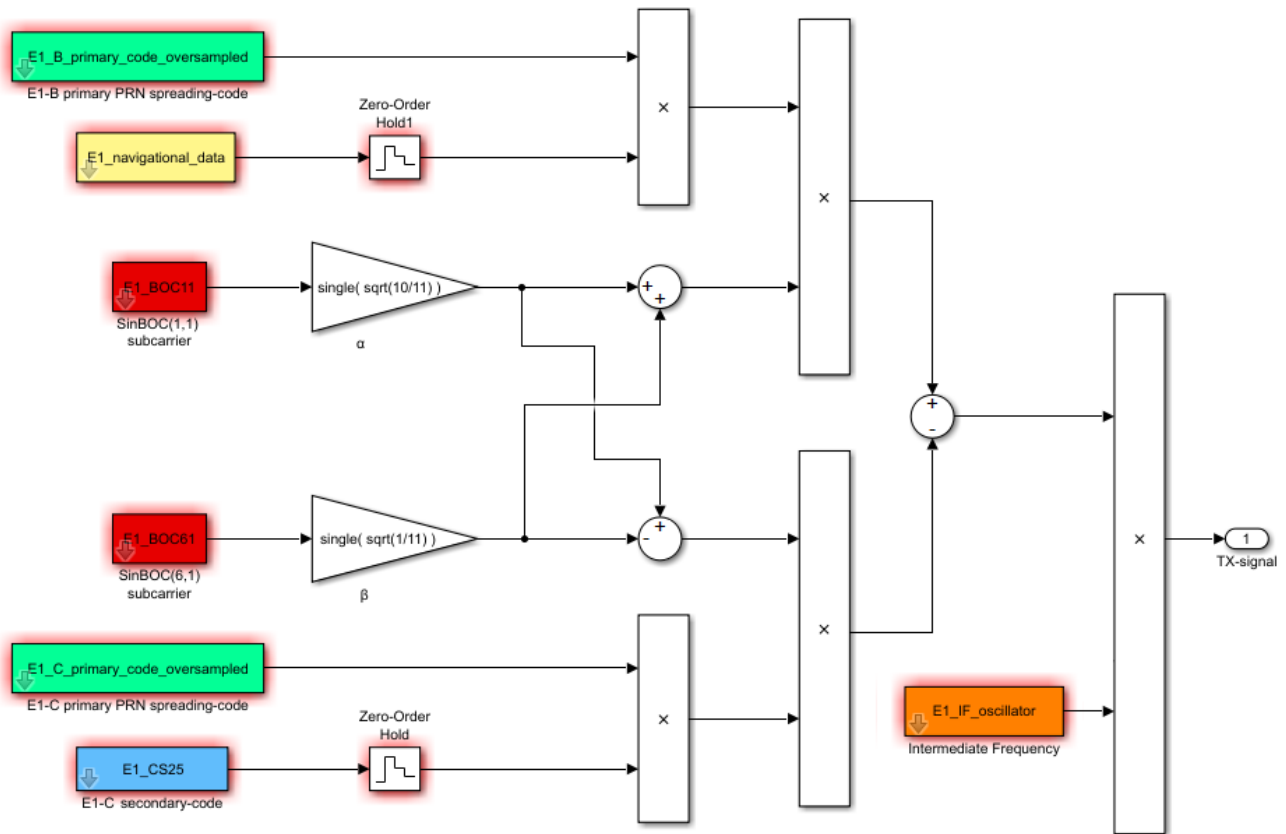 E1_B_primary_code_oversampled
E1-B primary PRN spreading-code
Zero-Order
Hold1
E1_navigational_data
×
×
E1_BOC11
SinBOC(1,1)
subcarrier
single( sqrt(10/11) )
α
+
+
+
-
E1_BOC61
SinBOC(6,1)
subcarrier
single( sqrt(1/11) )
β
+
-
×
1
TX-signal
×
E1_C_primary_code_oversampled
E1-C primary PRN spreading-code
×
Zero-Order
Hold
E1_CS25
E1-C secondary-code
E1_IF_oscillator
Intermediate Frequency